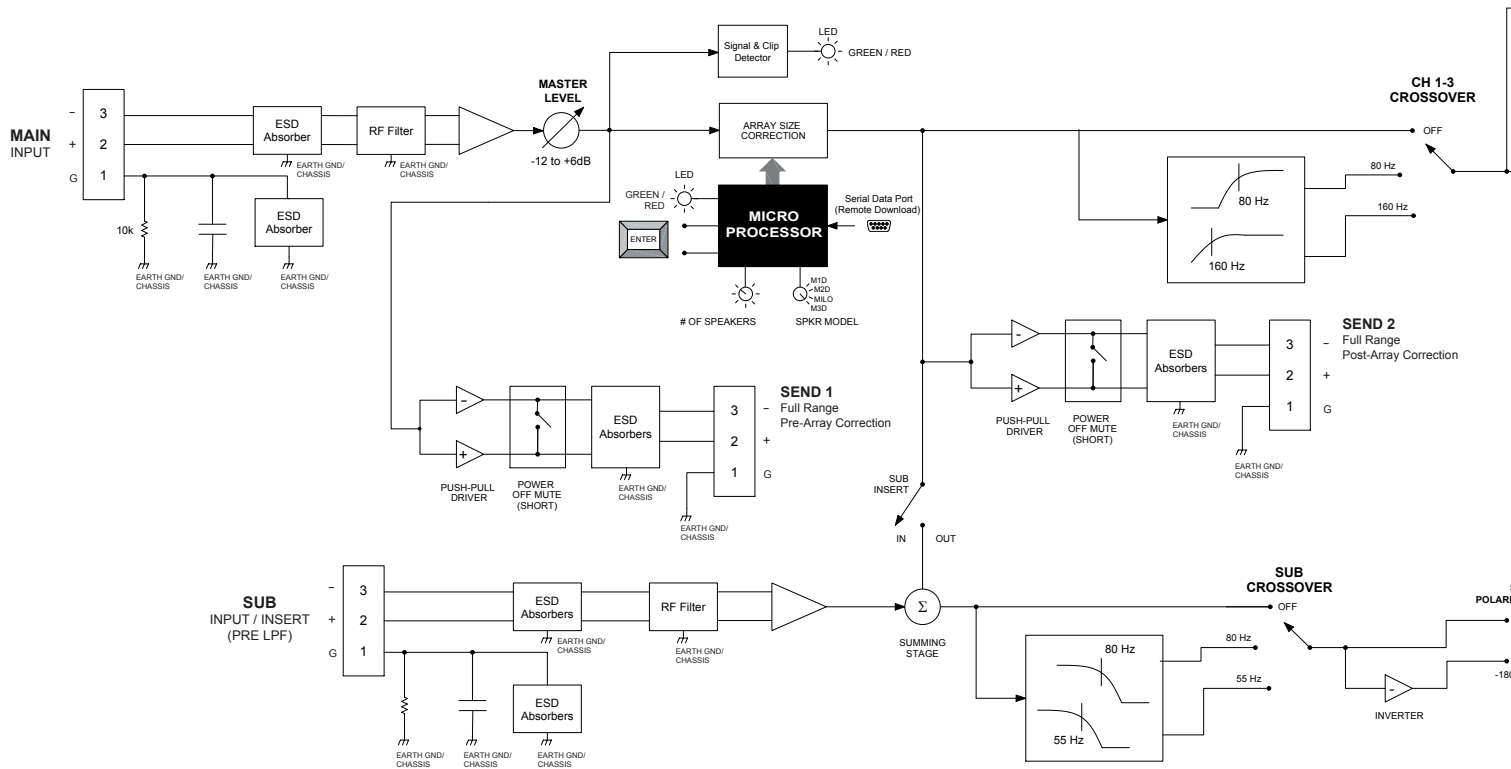 LED
Signal & Clip
Detector
GREEN / RED
MASTER
LEVEL
-12 to +6dB
MAIN
INPUT
−
3
+
2
G
1
ESD
Absorber
EARTH GND/
CHASSIS
RF Filter
EARTH GND/
CHASSIS
10k
EARTH GND/
CHASSIS
EARTH GND/
CHASSIS
ESD
Absorber
EARTH GND/
CHASSIS
ARRAY SIZE
CORRECTION
LED
GREEN /
RED
ENTER
MICRO
PROCESSOR
Serial Data Port
(Remote Download)
# OF SPEAKERS
M1D
M2D
MILO
M3D
SPKR MODEL
CH 1-3
CROSSOVER
OFF
80 Hz
160 Hz
80 Hz
160 Hz
SEND 1
Full Range
Pre-Array Correction
-
+
PUSH-PULL
DRIVER
POWER
OFF MUTE
(SHORT)
ESD
Absorbers
EARTH GND/
CHASSIS
3
−
2
+
1
G
EARTH GND/
CHASSIS
SEND 2
Full Range
Post-Array Correction
-
+
PUSH-PULL
DRIVER
POWER
OFF MUTE
(SHORT)
ESD
Absorbers
EARTH GND/
CHASSIS
3
−
2
+
1
G
EARTH GND/
CHASSIS
SUB
INSERT
IN
OUT
SUB
INPUT / INSERT
(PRE LPF)
−
3
+
2
G
1
ESD
Absorbers
EARTH GND/
CHASSIS
RF Filter
EARTH GND/
CHASSIS
EARTH GND/
CHASSIS
EARTH GND/
CHASSIS
ESD
Absorbers
EARTH GND/
CHASSIS
Σ
SUMMING
STAGE
SUB
CROSSOVER
OFF
80 Hz
55 Hz
80 Hz
55 Hz
-
INVERTER